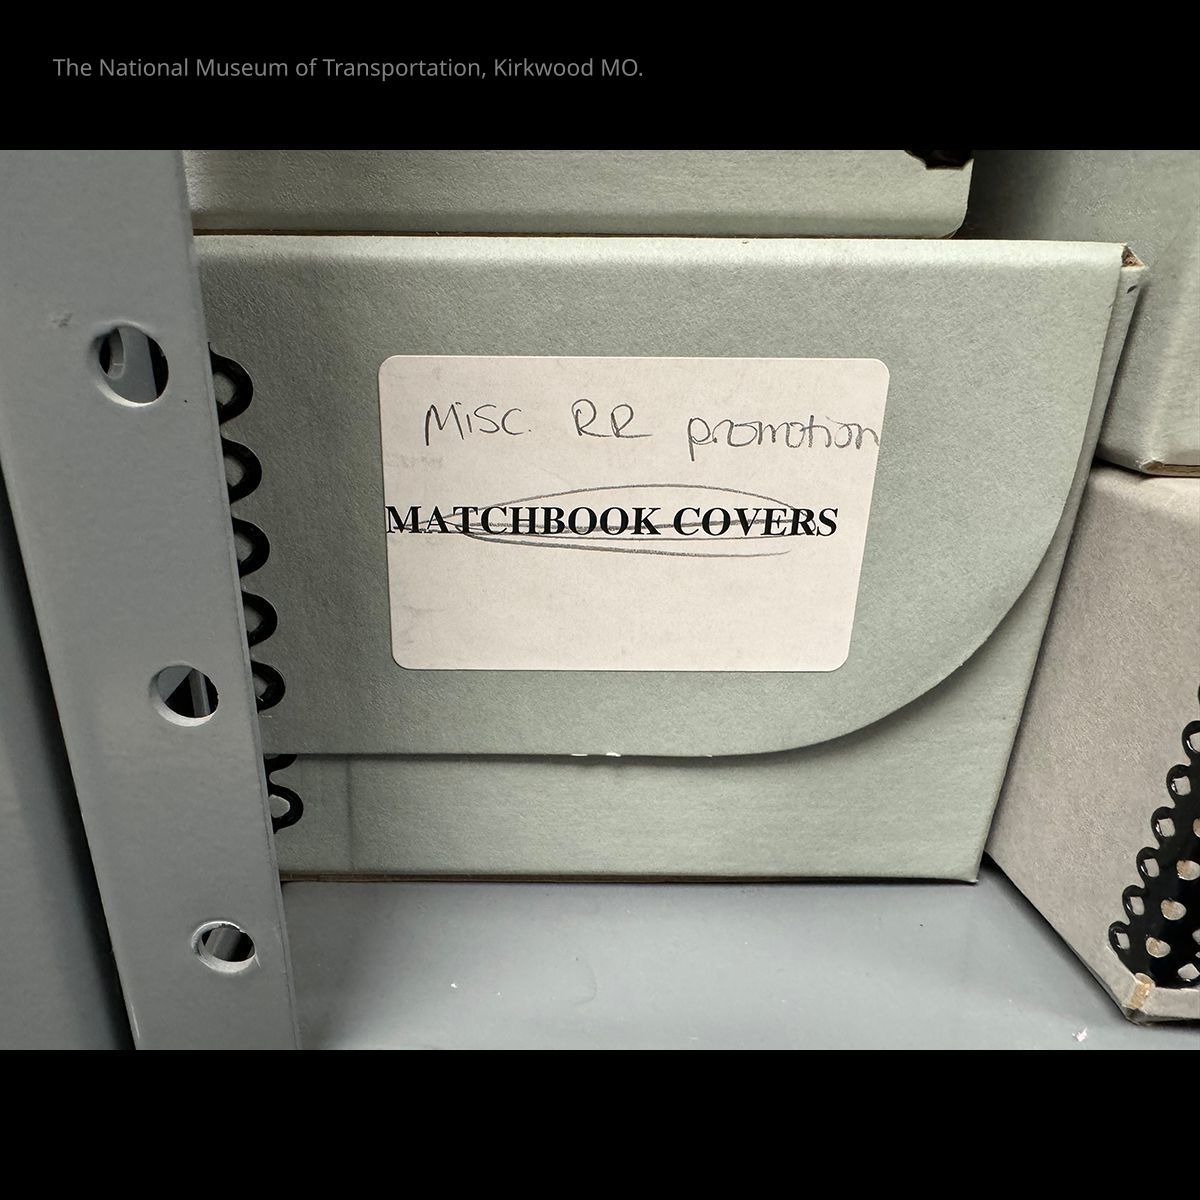 The National Museum of Transportation, Kirkwood MO.
Misc. RR promotion
MATCHBOOK COVERS